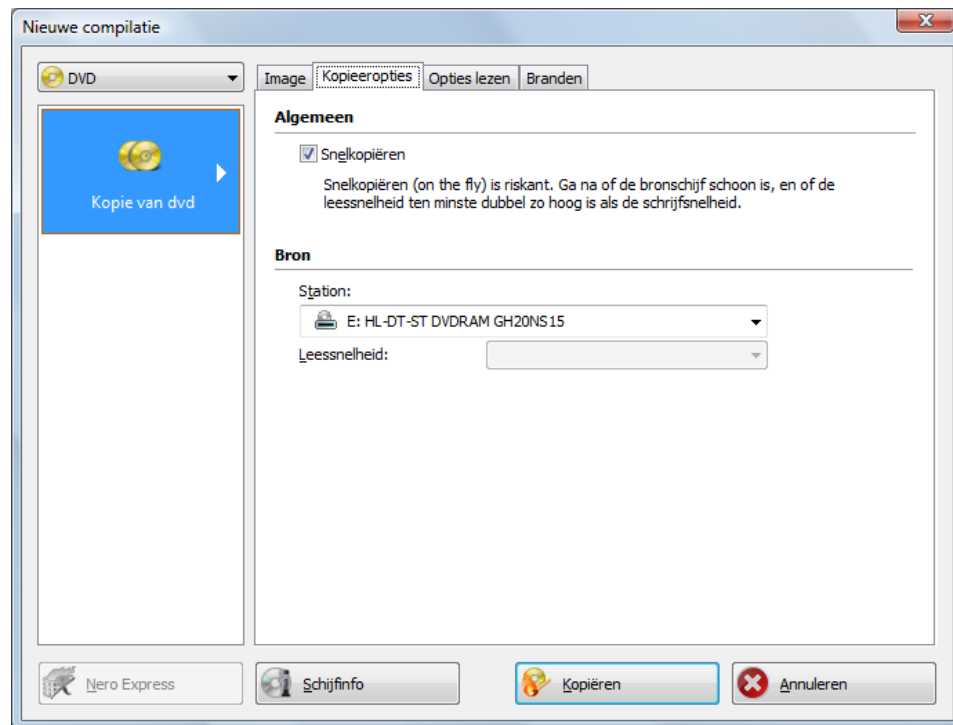 Nieuwe compilatie
DVD
Kopie van dvd
Image
Kopieeropties
Opties lezen
Branden
Algemeen
Snelkopiëren
Snelkopiëren (on the fly) is riskant. Ga na of de bronschijf schoon is, en of de
leessnelheid ten minste dubbel zo hoog is als de schrijfsnelheid.
Bron
Station:
E: HL-DT-ST DVDRAM GH20NS15
Leessnelheid:
Nero Express
Schijfinfo
Kopiëren
Annuleren